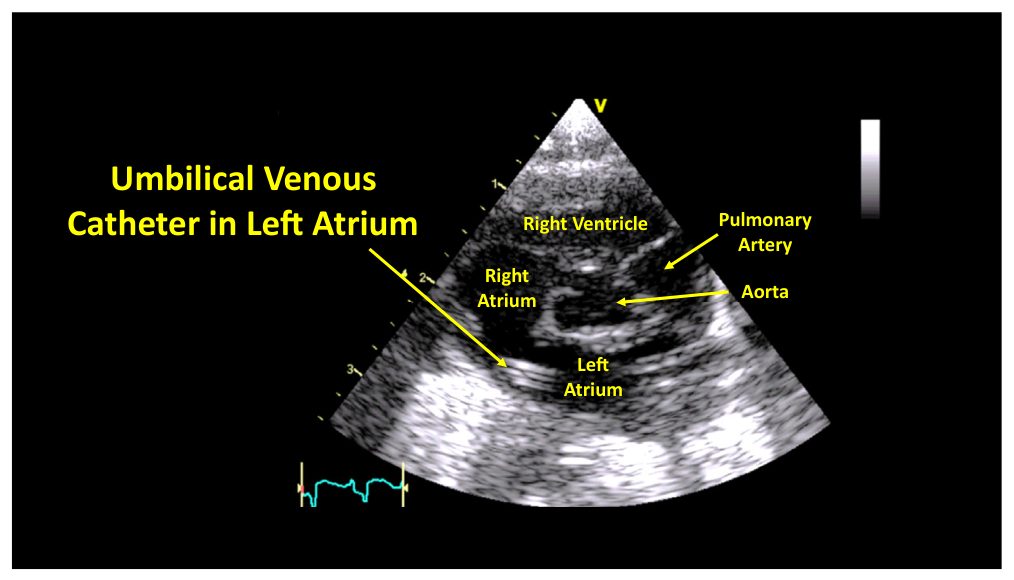 V
1
Umbilical Venous
Catheter in Left Atrium
Right Ventricle
Pulmonary
Artery
Right
Atrium
2
Aorta
Left
Atrium
3